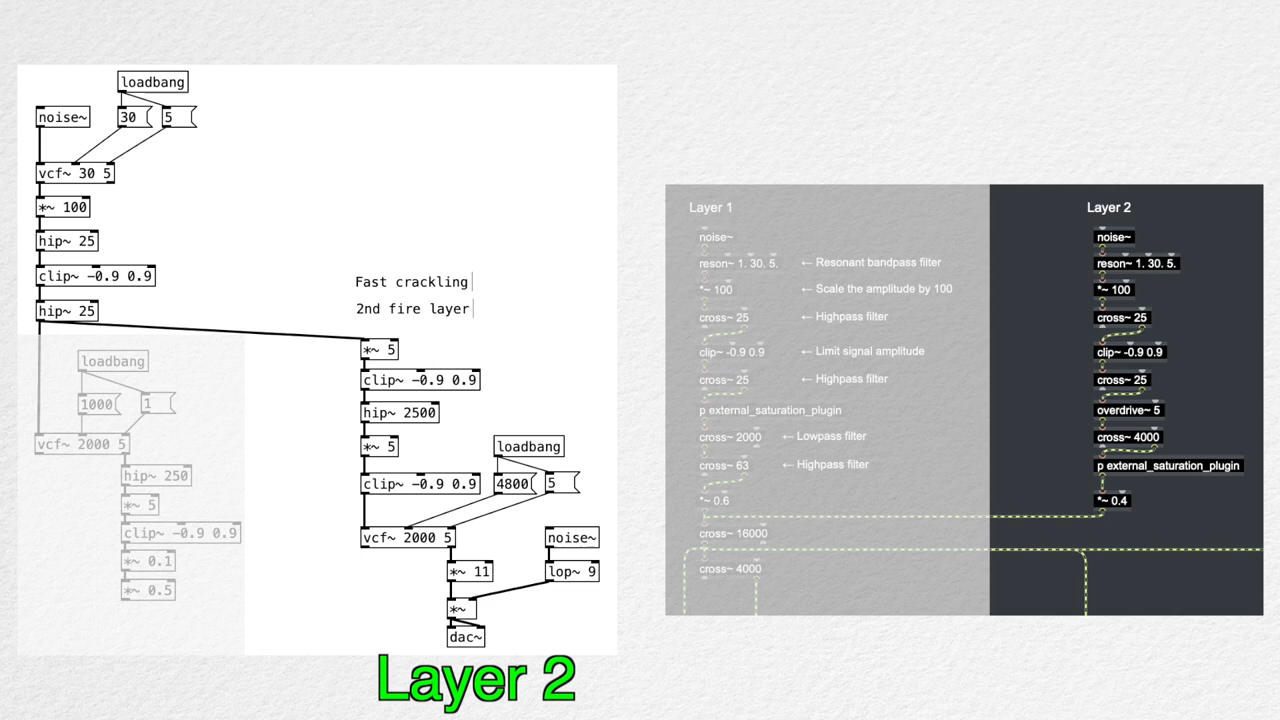 loadbang
noise~
30
5
vcf~ 30 5
*~ 100
hip~ 25
clip~ −0.9 0.9
hip~ 25
Fast crackling
2nd fire layer
loadbang
1000
1
vcf~ 2000 5
hip~ 250
*~ 5
clip~ −0.9 0.9
*~ 0.1
*~ 0.5
*~ 5
clip~ −0.9 0.9
hip~ 2500
*~ 5
loadbang
clip~ −0.9 0.9
4800
5
vcf~ 2000 5
noise~
*~ 11
lop~ 9
*~
dac~
Layer 2
Layer 1
noise~
reson~ 1. 30. 5.
← Resonant bandpass filter
*~ 100
← Scale the amplitude by 100
cross~ 25
← Highpass filter
clip~ -0.9 0.9
← Limit signal amplitude
cross~ 25
← Highpass filter
p external_saturation_plugin
cross~ 2000
← Lowpass filter
cross~ 63
← Highpass filter
*~ 0.6
cross~ 16000
cross~ 4000
Layer 2
noise~
reson~ 1. 30. 5.
*~ 100
cross~ 25
clip~ -0.9 0.9
cross~ 25
overdrive~ 5
cross~ 4000
p external_saturation_plugin
*~ 0.4